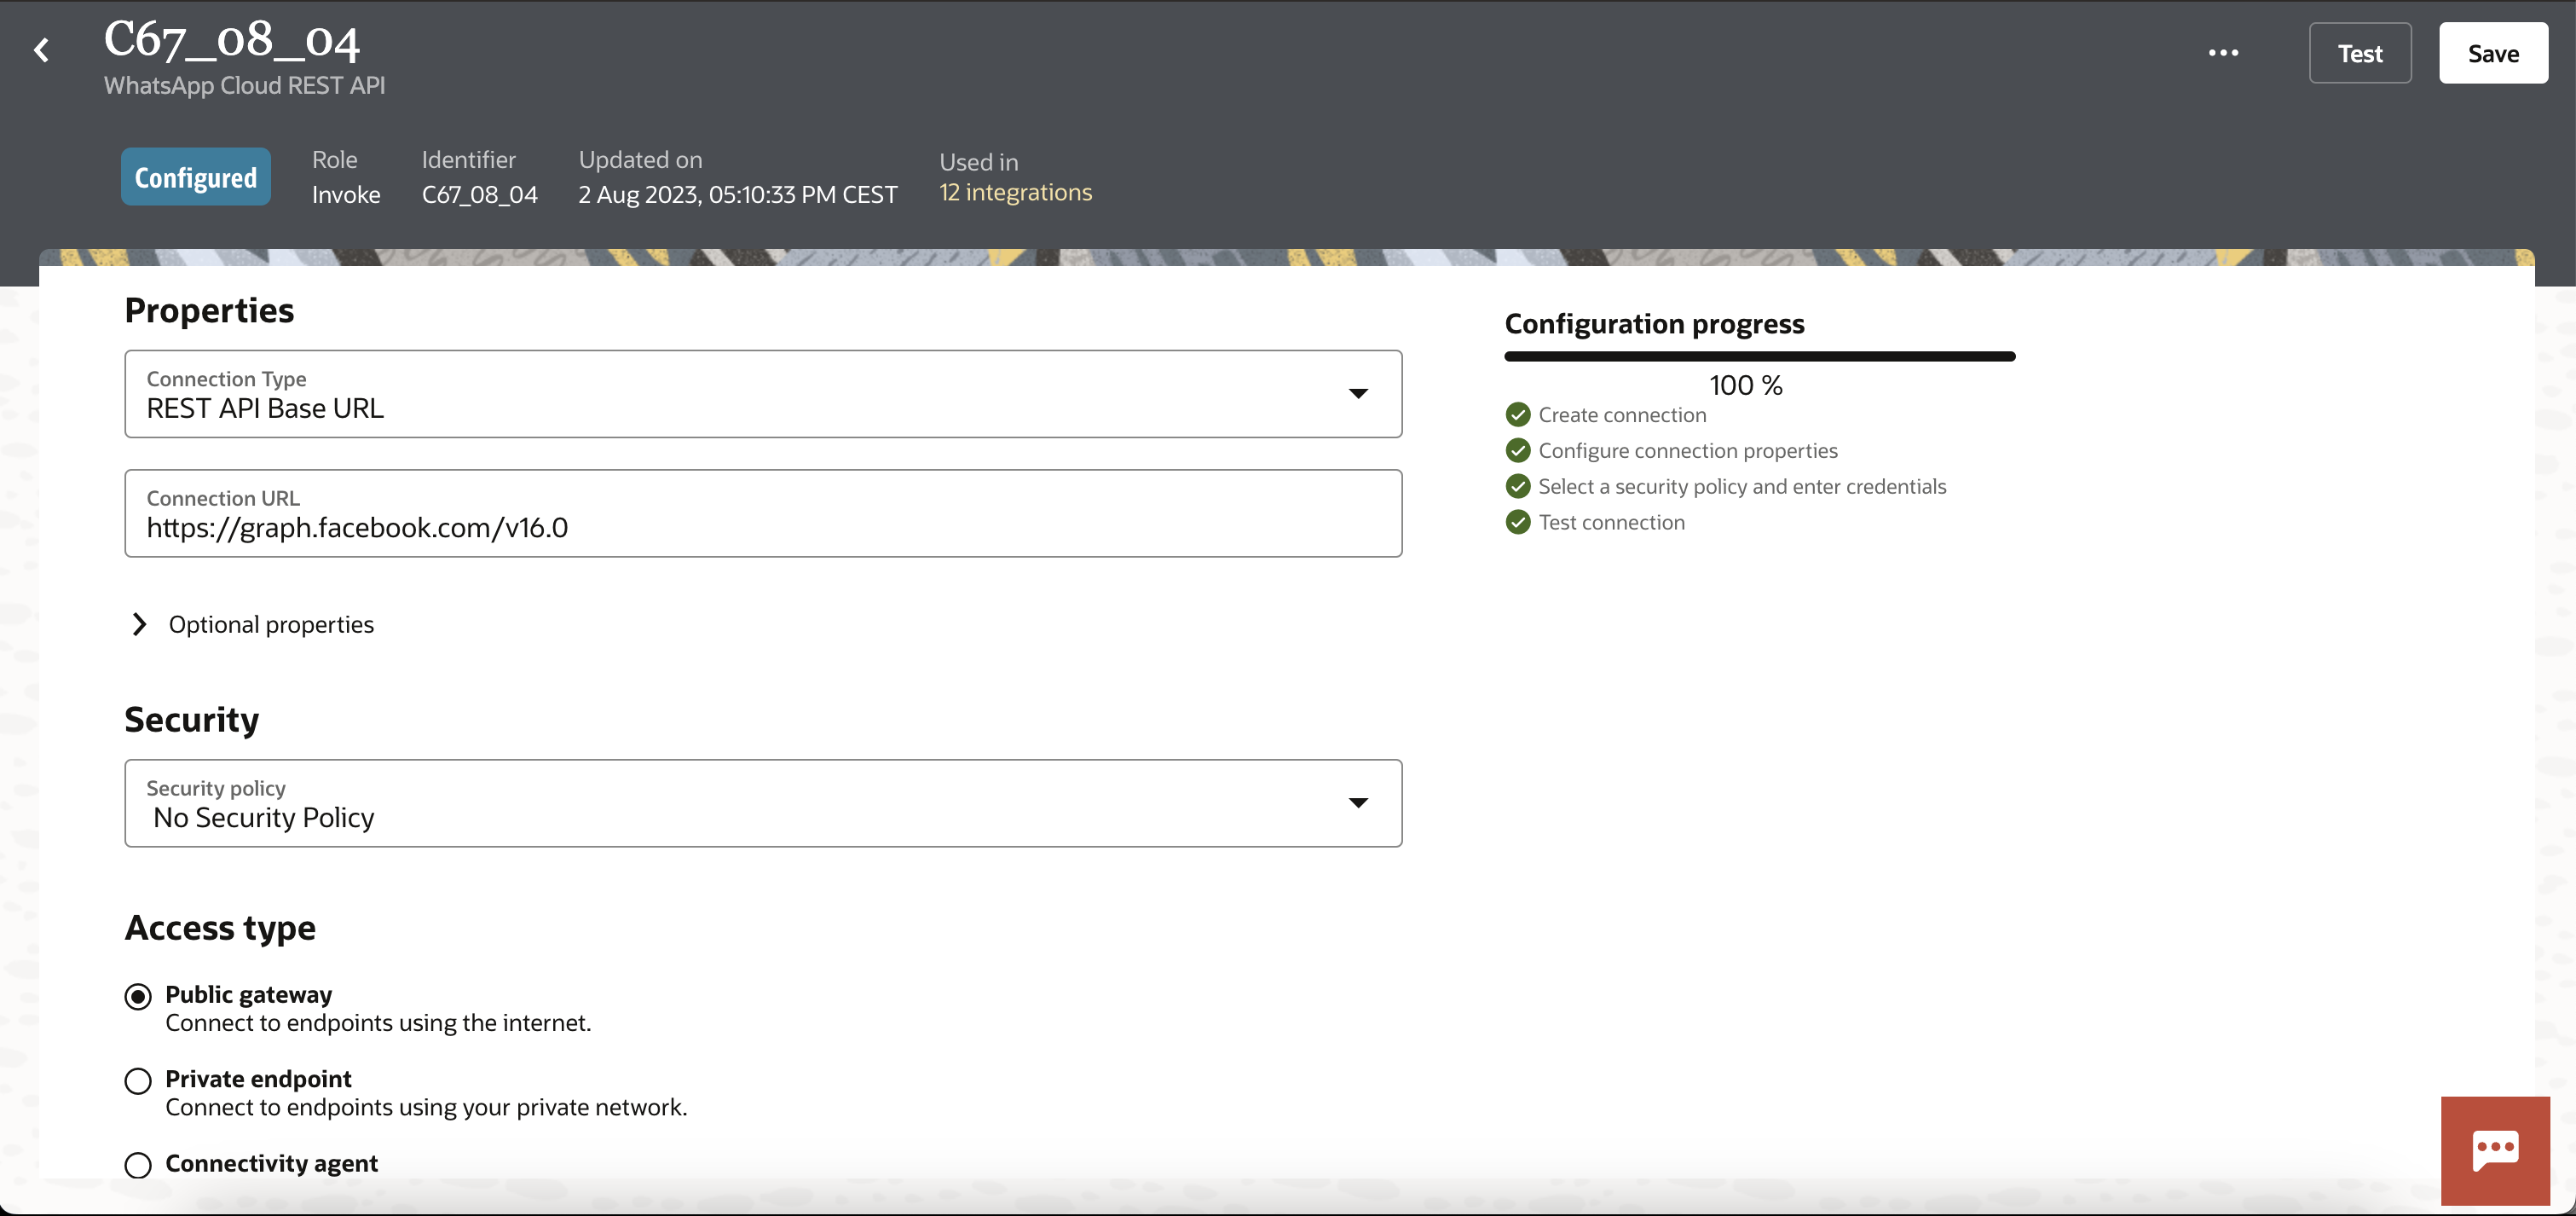 C67_08_04
WhatsApp Cloud REST API
Test
Save
Configured
Role
Invoke
Identifier
C67_08_04
Updated on
2 Aug 2023, 05:10:33 PM CEST
Used in
12 integrations
Properties
Connection Type
REST API Base URL
Connection URL
https://graph.facebook.com/v16.0
Optional properties
Security
Security policy
No Security Policy
Access type
Public gateway
Connect to endpoints using the internet.
Private endpoint
Connect to endpoints using your private network.
Connectivity agent
Configuration progress
100 %
Create connection
Configure connection properties
Select a security policy and enter credentials
Test connection